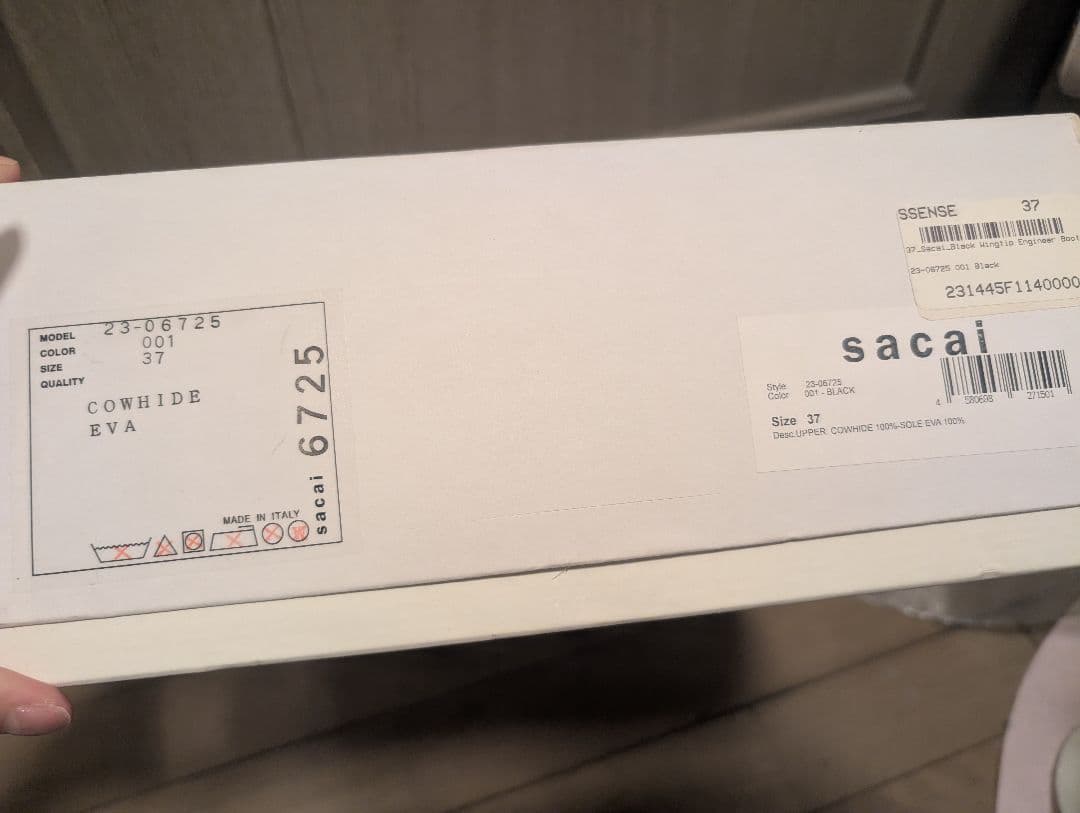 MODEL 23-06725
COLOR 001
SIZE 37
QUALITY
COWHIDE
EVA
MADE IN ITALY
sacai 6725
SSENSE 37
37_Sacai_Black Wingtip Engineer Boot
23-06725 001 Black
231445F1140000
sacai
Style 23-06725
Color 001 - BLACK
4 580698 271501
Size 37
Desc.UPPER: COWHIDE 100%-SOLE EVA 100%